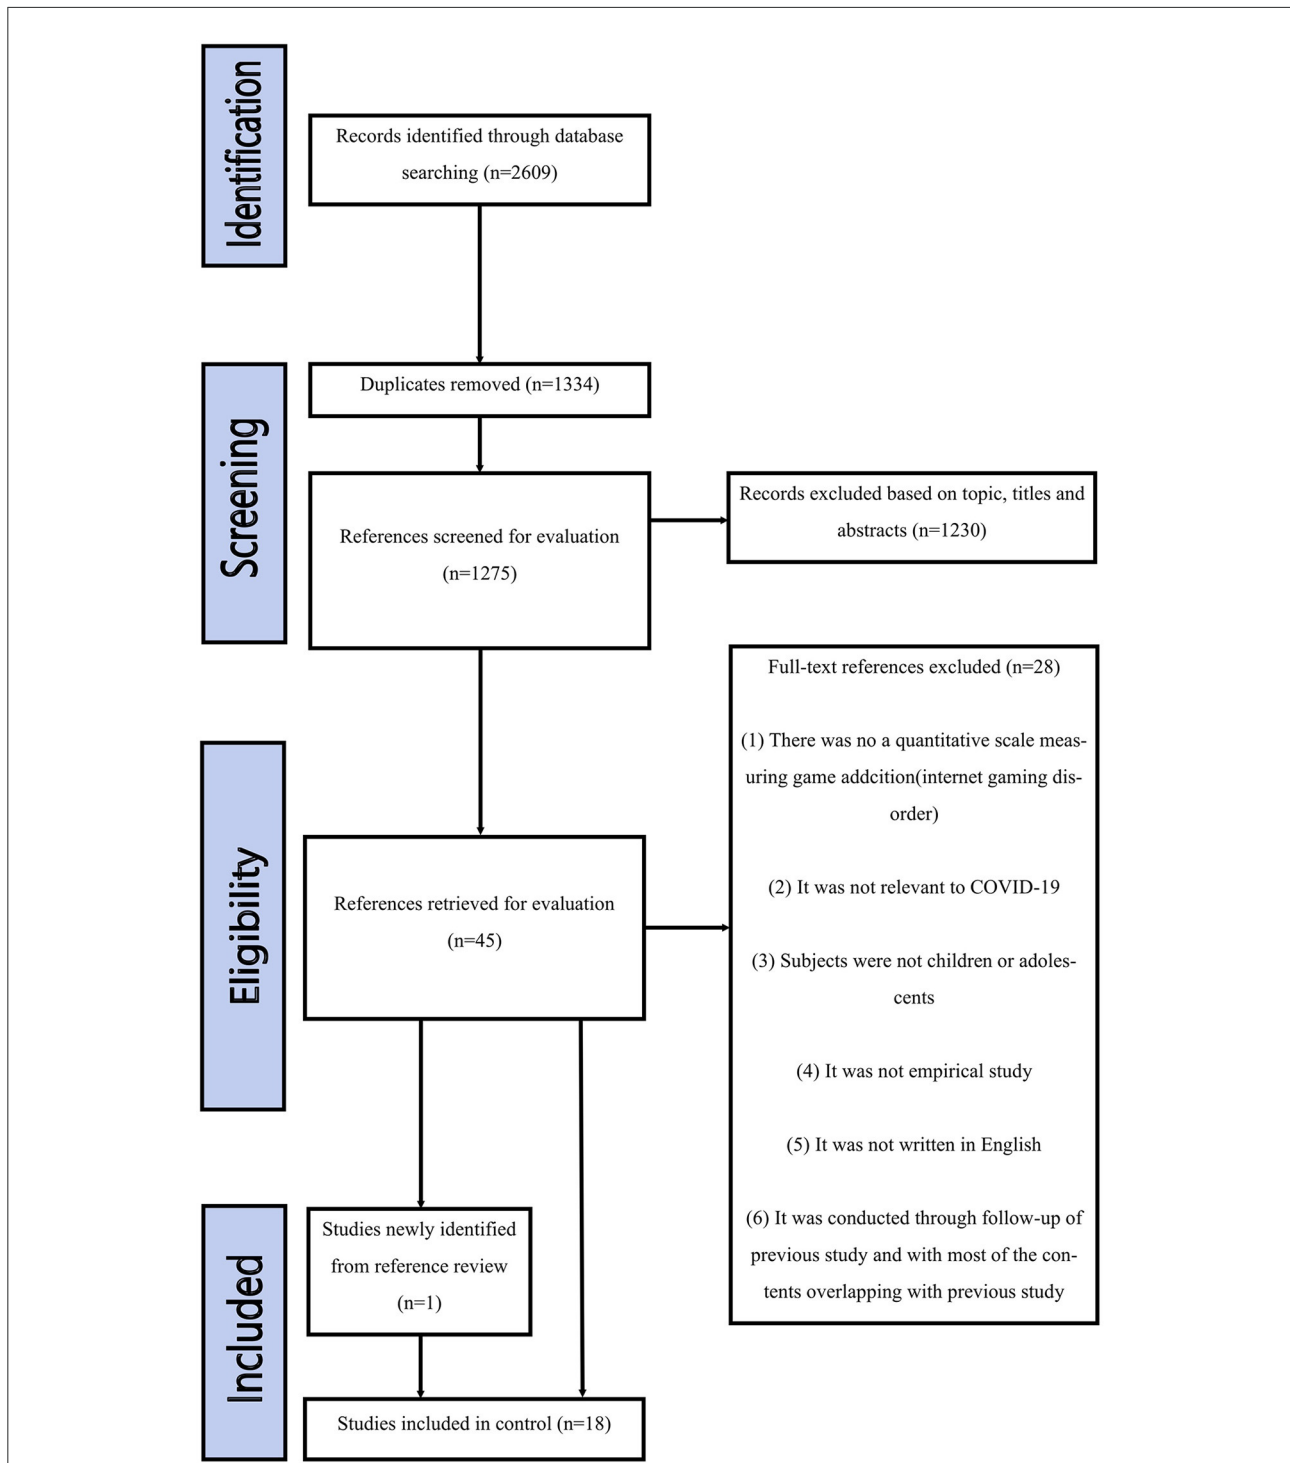 Identification
Records identified through database
searching (n=2609)
Screening
Duplicates removed (n=1334)
References screened for evaluation
(n=1275)
Records excluded based on topic, titles and
abstracts (n=1230)
Eligibility
References retrieved for evaluation
(n=45)
Full-text references excluded (n=28)
(1) There was no a quantitative scale meas-
uring game addcition(internet gaming dis-
order)
(2) It was not relevant to COVID-19
(3) Subjects were not children or adoles-
cents
(4) It was not empirical study
(5) It was not written in English
(6) It was conducted through follow-up of
previous study and with most of the con-
tents overlapping with previous study
Included
Studies newly identified
from reference review
(n=1)
Studies included in control (n=18)